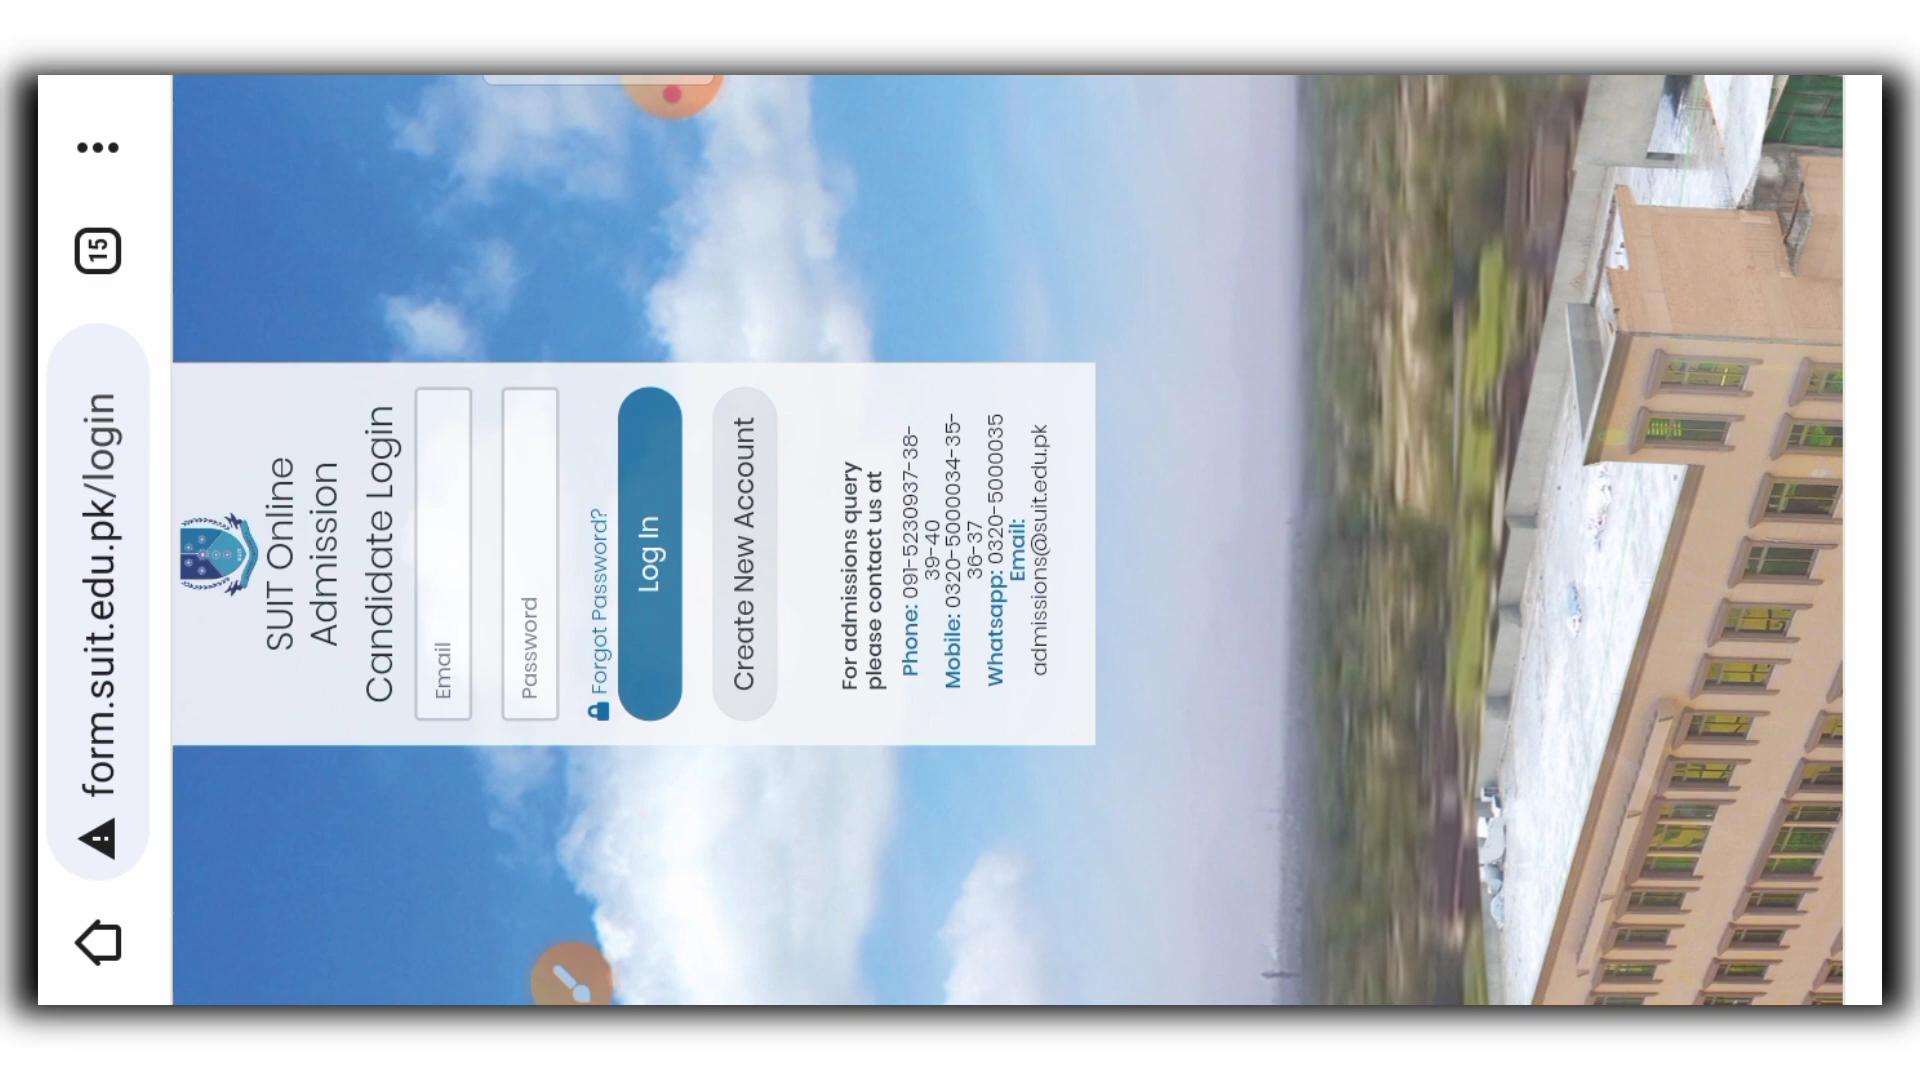 form.suit.edu.pk/login
15
SUIT Online
Admission
Candidate Login
Email
Password
Forgot Password?
Log In
Create New Account
For admissions query
please contact us at
Phone: 091-5230937-38-
39-40
Mobile: 0320-5000034-35-
36-37
Whatsapp: 0320-5000035
Email:
admissions@suit.edu.pk